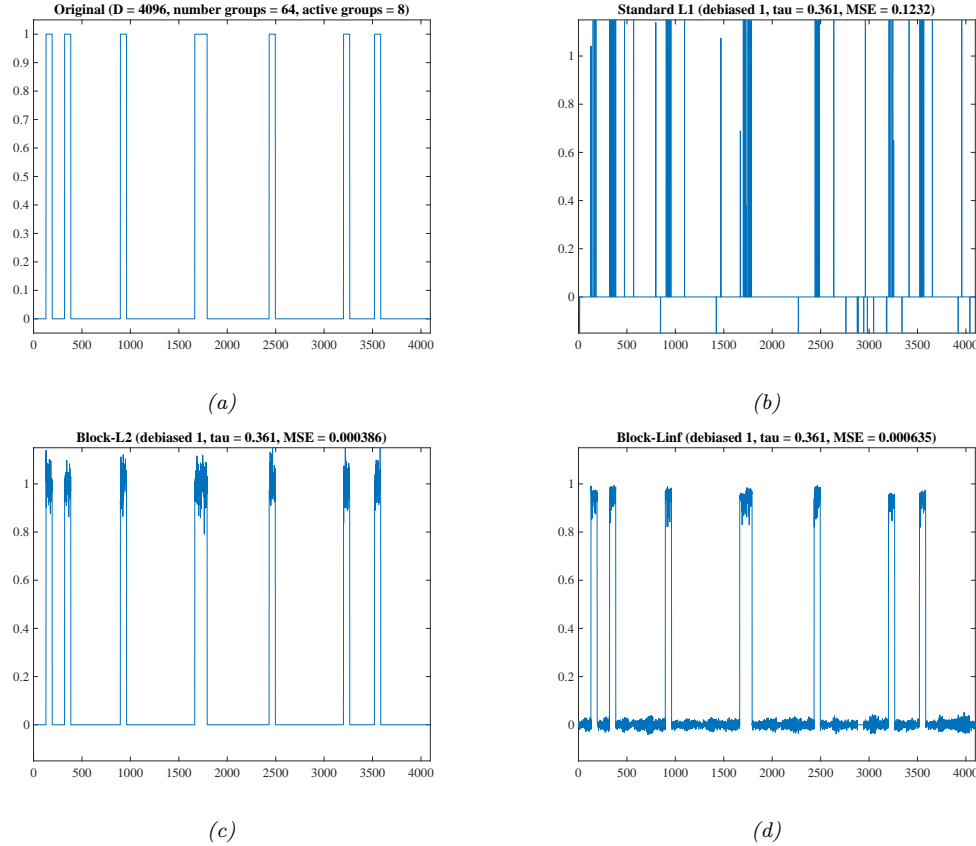 Original (D = 4096, number groups = 64, active groups = 8)
1
0.9
0.8
0.7
0.6
0.5
0.4
0.3
0.2
0.1
0
0 500 1000 1500 2000 2500 3000 3500 4000
(a)
Standard L1 (debiased 1, tau = 0.361, MSE = 0.1232)
1
0.8
0.6
0.4
0.2
0
0 500 1000 1500 2000 2500 3000 3500 4000
(b)
Block-L2 (debiased 1, tau = 0.361, MSE = 0.000386)
1
0.8
0.6
0.4
0.2
0
0 500 1000 1500 2000 2500 3000 3500 4000
(c)
Block-Linf (debiased 1, tau = 0.361, MSE = 0.000635)
1
0.8
0.6
0.4
0.2
0
0 500 1000 1500 2000 2500 3000 3500 4000
(d)